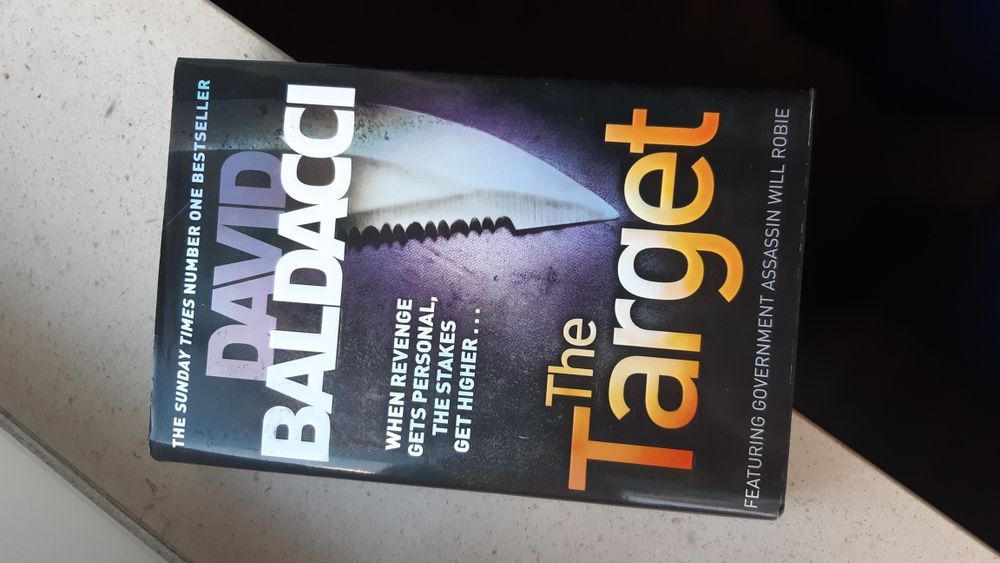 THE SUNDAY TIMES NUMBER ONE BESTSELLER
DAVID
BALDACCI
WHEN REVENGE
GETS PERSONAL,
THE STAKES
GET HIGHER...
The
Target
FEATURING GOVERNMENT ASSASSIN WILL ROBIE